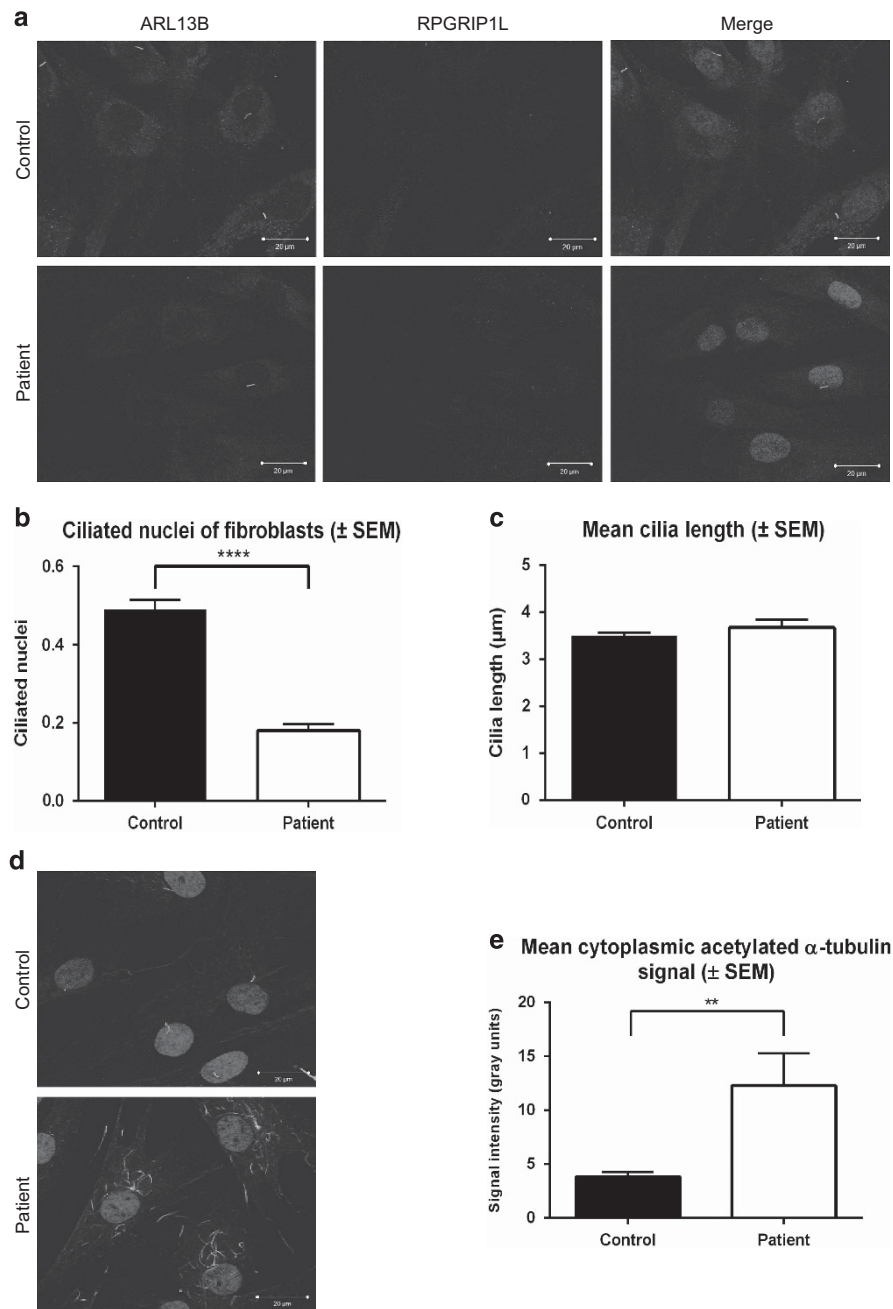 a
ARL13B
RPGRIP1L
Merge
Control
20 µm
20 µm
20 µm
Patient
20 µm
20 µm
20 µm
b
Ciliated nuclei of fibroblasts (± SEM)
****
Ciliated nuclei
0.6
0.4
0.2
0.0
Control
Patient
c
Mean cilia length (± SEM)
Cilia length (µm)
5
4
3
2
1
0
Control
Patient
d
Control
20 µm
Patient
20 µm
e
Mean cytoplasmic acetylated α-tubulin
signal (± SEM)
**
Signal intensity (gray units)
20
15
10
5
0
Control
Patient